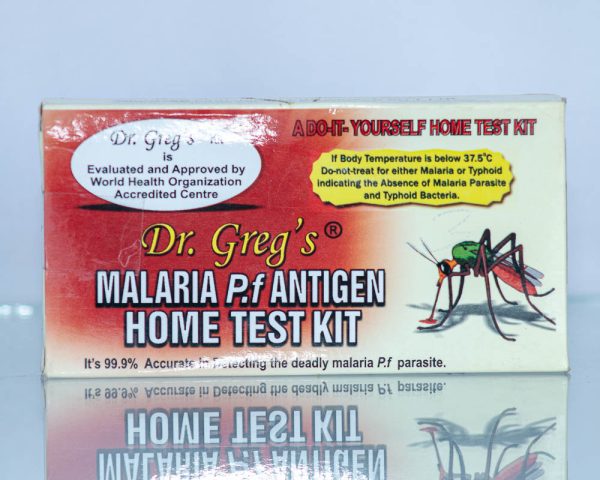 A DO-IT-YOURSELF HOME TEST KIT
Dr. Greg's
is
Evaluated and Approved by
World Health Organization
Accredited Centre
If Body Temperature is below 37.5°C
Do-not-treat for either Malaria or Typhoid
indicating the Absence of Malaria Parasite
and Typhoid Bacteria.
Dr. Greg's®
MALARIA P.f ANTIGEN
HOME TEST KIT
It's 99.9% Accurate in Detecting the deadly malaria P.f parasite.